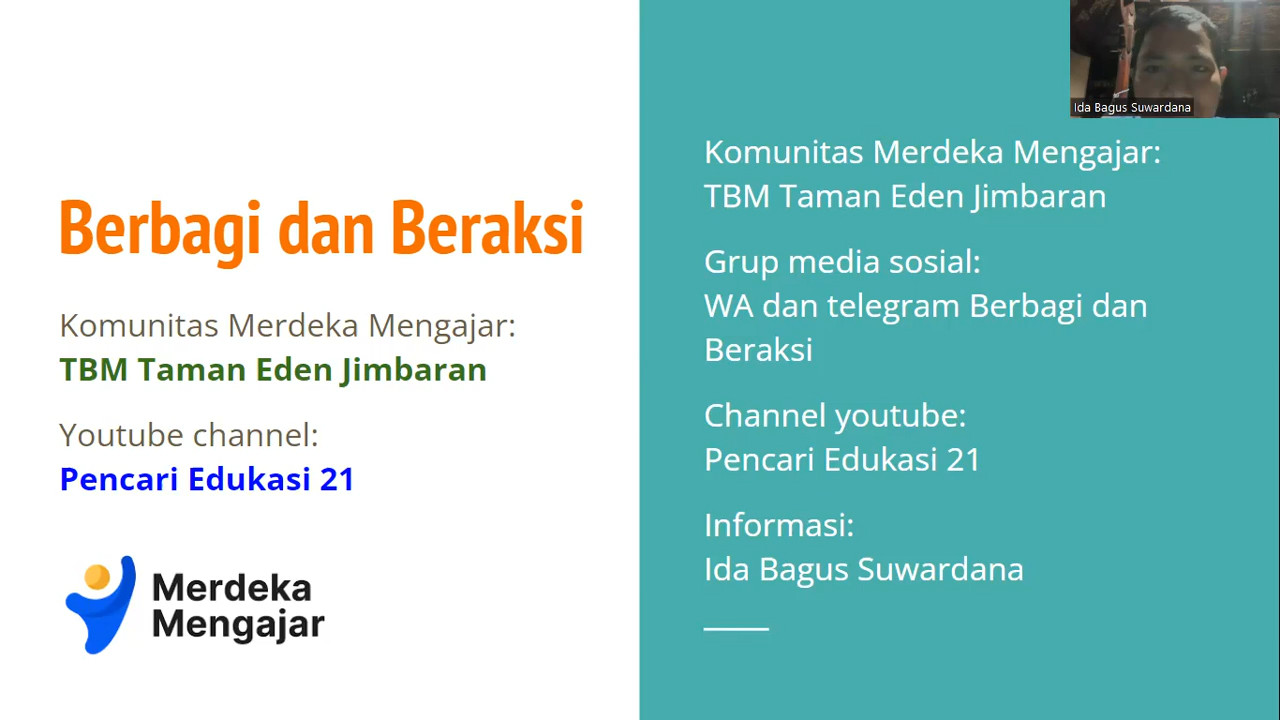 Berbagi dan Beraksi
Komunitas Merdeka Mengajar:
TBM Taman Eden Jimbaran
Youtube channel:
Pencari Edukasi 21
Merdeka
Mengajar
Ida Bagus Suwardana
Komunitas Merdeka Mengajar:
TBM Taman Eden Jimbaran
Grup media sosial:
WA dan telegram Berbagi dan
Beraksi
Channel youtube:
Pencari Edukasi 21
Informasi:
Ida Bagus Suwardana